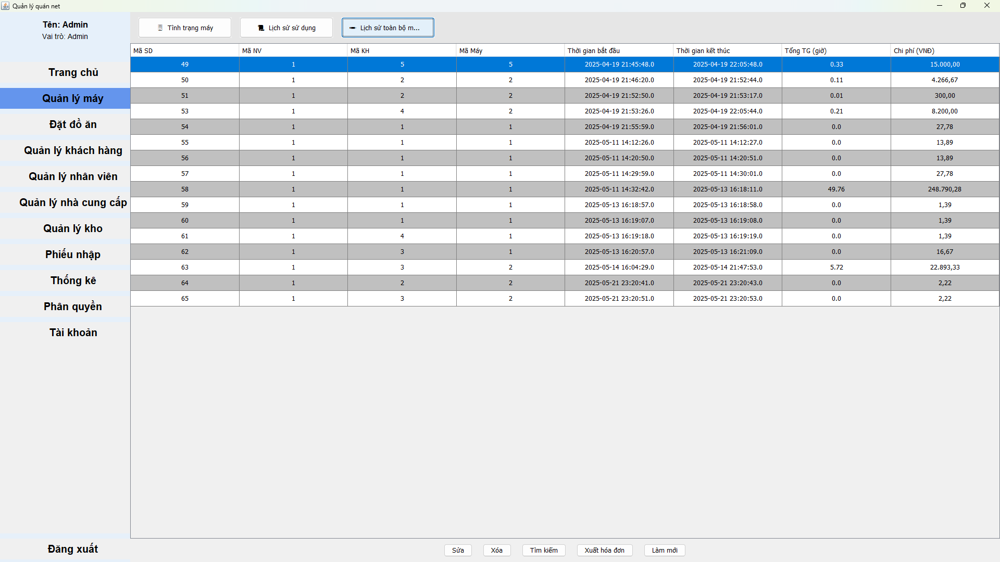 Quản lý quán net
Tên: Admin
Vai trò: Admin
Trang chủ
Quản lý máy
Đặt đồ ăn
Quản lý khách hàng
Quản lý nhân viên
Quản lý nhà cung cấp
Quản lý kho
Phiếu nhập
Thống kê
Phân quyền
Tài khoản
Đăng xuất
Tình trạng máy Lịch sử sử dụng Lịch sử toàn bộ m...
Mã SD Mã NV Mã KH Mã Máy Thời gian bắt đầu Thời gian kết thúc Tổng TG (giờ) Chi phí (VNĐ)
49 1 5 5 2025-04-19 21:45:48.0 2025-04-19 22:05:48.0 0.33 15.000,00
50 1 2 2 2025-04-19 21:46:20.0 2025-04-19 21:52:44.0 0.11 4.266,67
51 1 2 2 2025-04-19 21:52:50.0 2025-04-19 21:53:17.0 0.01 300,00
53 1 4 2 2025-04-19 21:53:26.0 2025-04-19 22:05:44.0 0.21 8.200,00
54 1 1 1 2025-04-19 21:55:59.0 2025-04-19 21:56:01.0 0.0 27,78
55 1 1 1 2025-05-11 14:12:26.0 2025-05-11 14:12:27.0 0.0 13,89
56 1 1 1 2025-05-11 14:20:50.0 2025-05-11 14:20:51.0 0.0 13,89
57 1 1 1 2025-05-11 14:29:59.0 2025-05-11 14:30:01.0 0.0 27,78
58 1 1 1 2025-05-11 14:32:42.0 2025-05-13 16:18:11.0 49.76 248.790,28
59 1 1 1 2025-05-13 16:18:57.0 2025-05-13 16:18:58.0 0.0 1,39
60 1 1 1 2025-05-13 16:19:07.0 2025-05-13 16:19:08.0 0.0 1,39
61 1 4 1 2025-05-13 16:19:18.0 2025-05-13 16:19:19.0 0.0 1,39
62 1 3 1 2025-05-13 16:20:57.0 2025-05-13 16:21:09.0 0.0 16,67
63 1 3 2 2025-05-14 16:04:29.0 2025-05-14 21:47:53.0 5.72 22.893,33
64 1 2 2 2025-05-21 23:20:41.0 2025-05-21 23:20:43.0 0.0 2,22
65 1 3 2 2025-05-21 23:20:51.0 2025-05-21 23:20:53.0 0.0 2,22
Sửa Xóa Tìm kiếm Xuất hóa đơn Làm mới